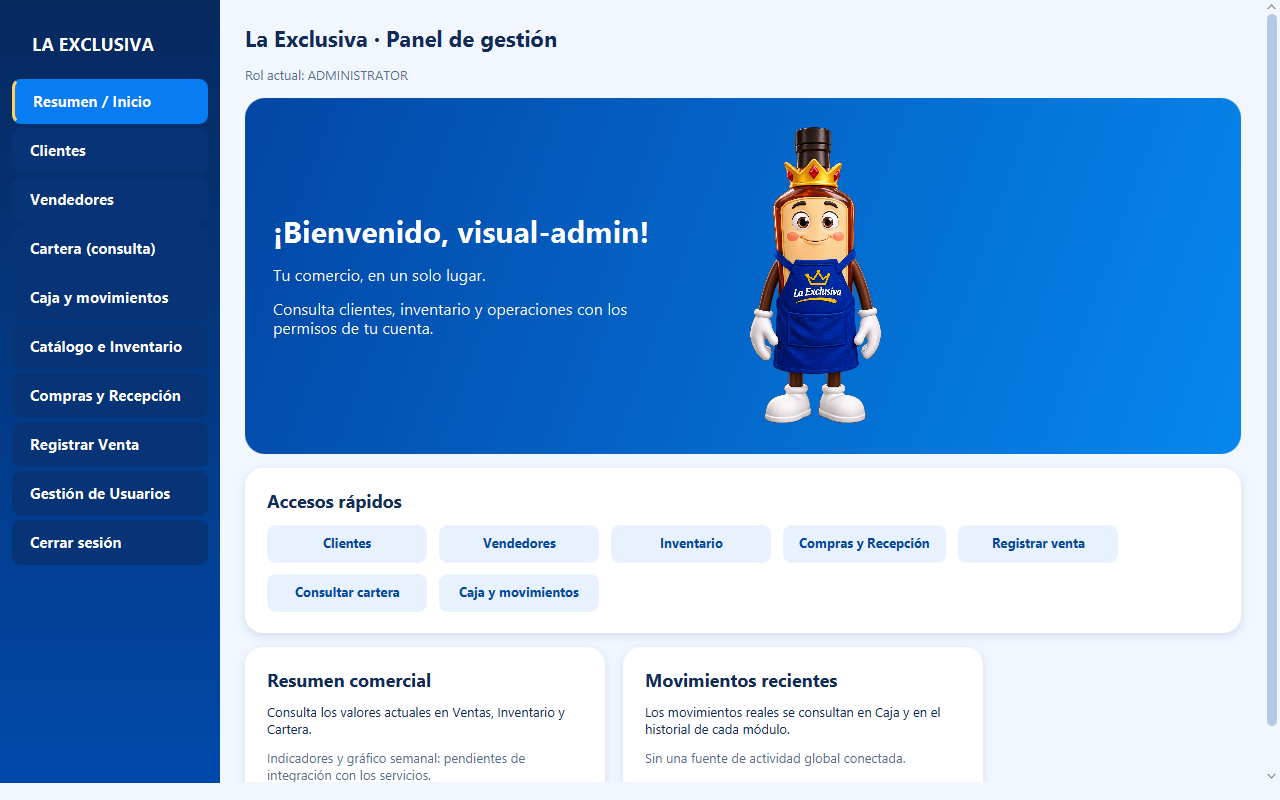 LA EXCLUSIVA
Resumen / Inicio
Clientes
Vendedores
Cartera (consulta)
Caja y movimientos
Catálogo e Inventario
Compras y Recepción
Registrar Venta
Gestión de Usuarios
Cerrar sesión
La Exclusiva · Panel de gestión
Rol actual: ADMINISTRATOR
¡Bienvenido, visual-admin!
Tu comercio, en un solo lugar.
Consulta clientes, inventario y operaciones con los
permisos de tu cuenta.
La Exclusiva
Accesos rápidos
Clientes
Vendedores
Inventario
Compras y Recepción
Registrar venta
Consultar cartera
Caja y movimientos
Resumen comercial
Consulta los valores actuales en Ventas, Inventario y
Cartera.
Indicadores y gráfico semanal: pendientes de
integración con los servicios.
Movimientos recientes
Los movimientos reales se consultan en Caja y en el
historial de cada módulo.
Sin una fuente de actividad global conectada.